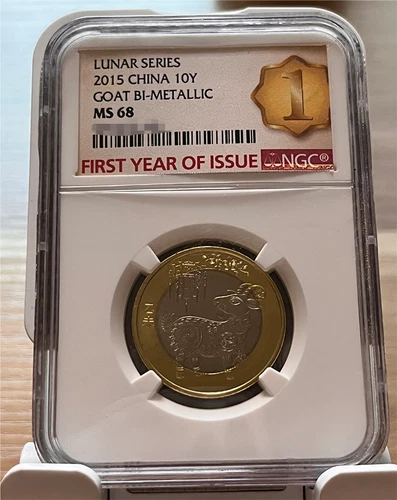 LUNAR SERIES
2015 CHINA 10Y
GOAT BI-METALLIC
MS 68
1
FIRST YEAR OF ISSUE NGC®